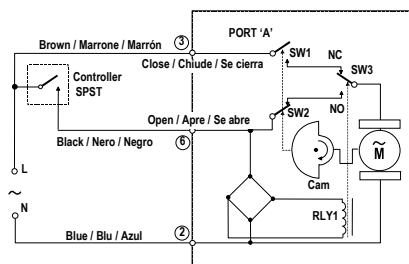 Brown / Marrone / Marrón
3
PORT 'A'
SW1
NC
Close / Chiude / Se cierra
SW3
Controller
SPST
Open / Apre / Se abre
SW2
NO
Black / Nero / Negro
6
M
L
Cam
N
RLY1
Blue / Blu / Azul
2